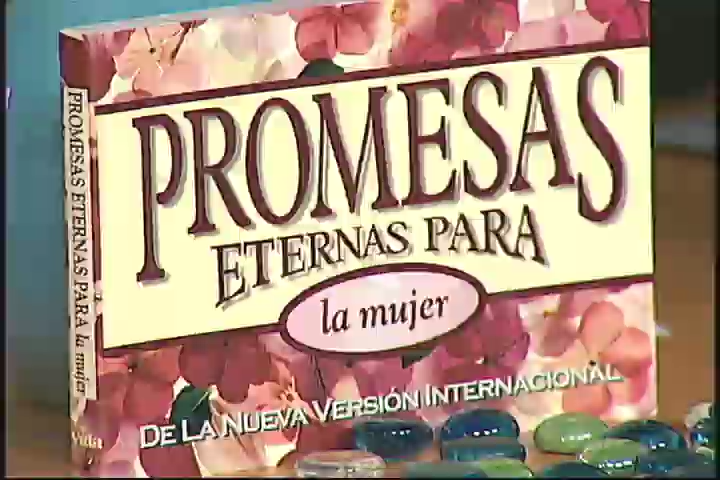 PROMESAS
ETERNAS PARA
la mujer
DE LA NUEVA VERSIÓN INTERNACIONAL
PROMESAS ETERNAS PARA la mujer
Vida